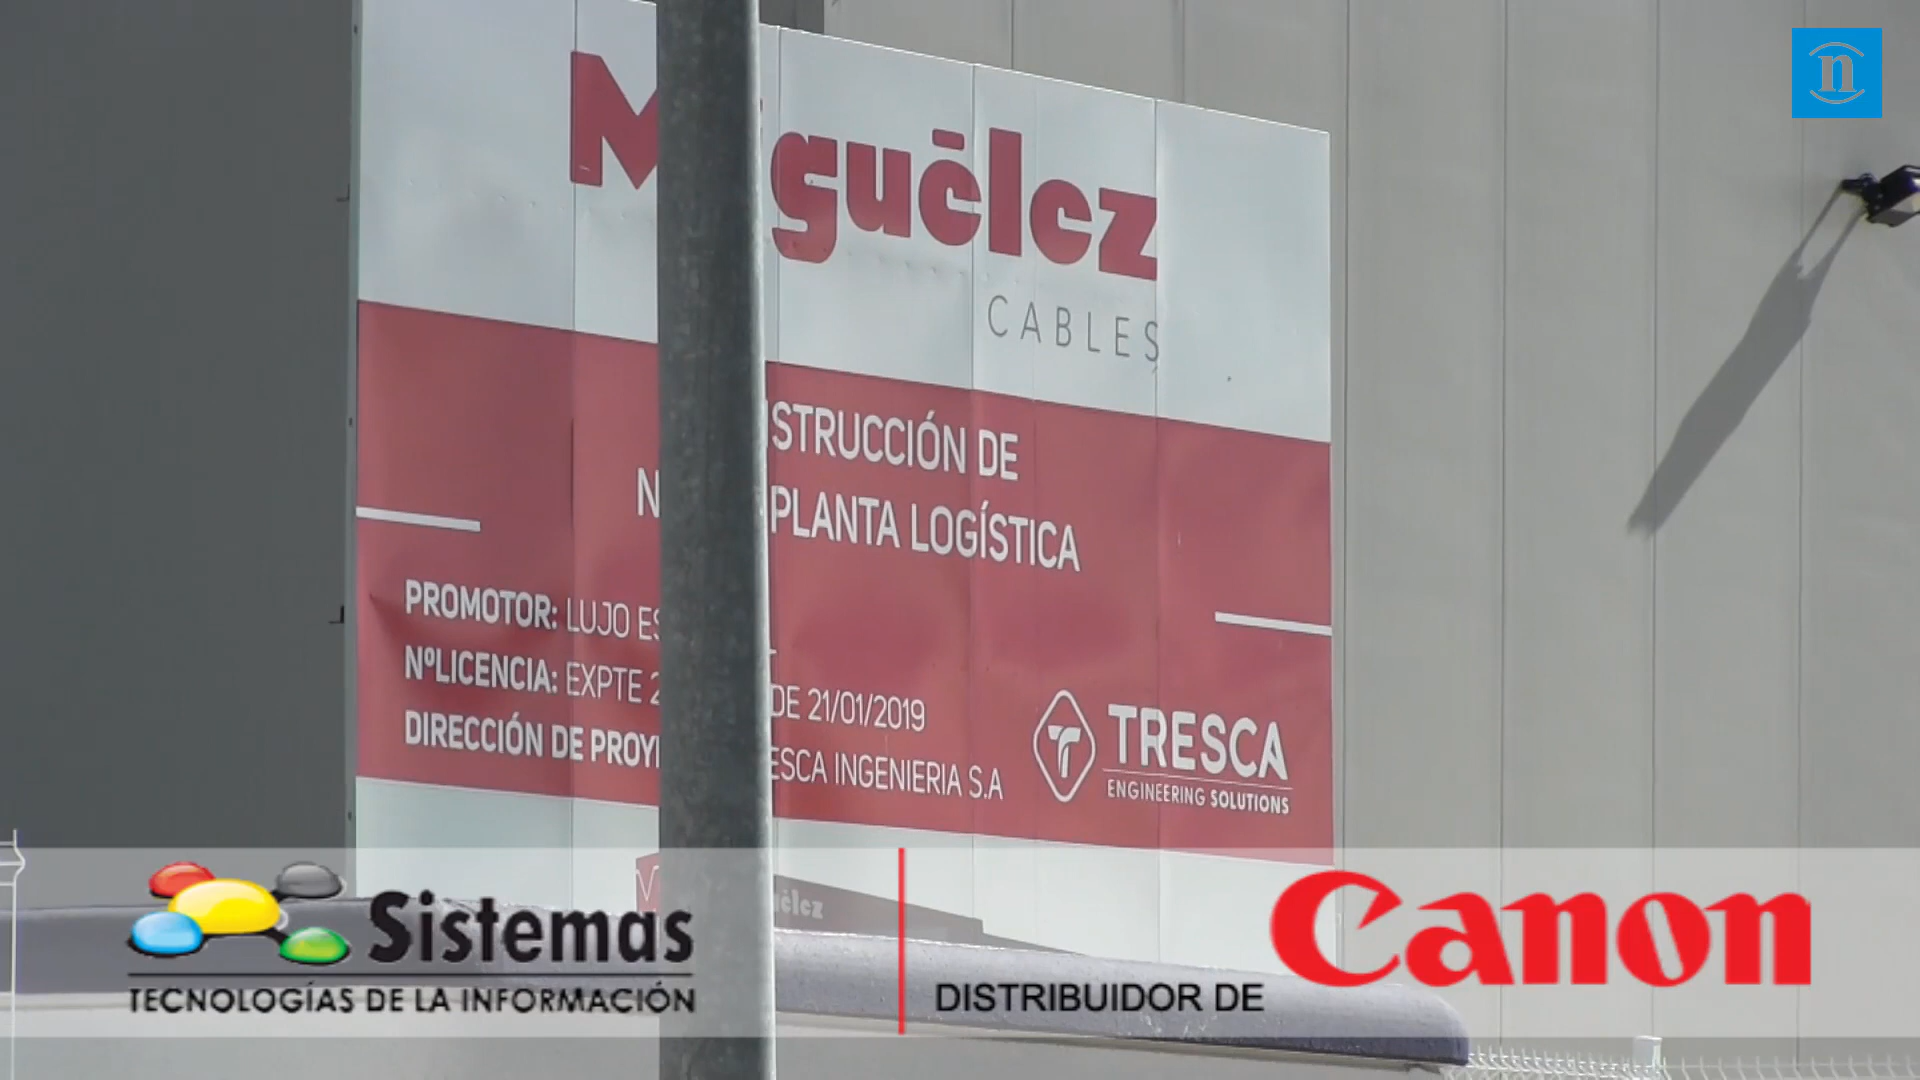 n
Miguélez
CABLES
STRUCCIÓN DE
PLANTA LOGÍSTICA
PROMOTOR: LUJO
NºLICENCIA: EXPTE
DE 21/01/2019
DIRECCIÓN DE
INGENIERIA S.A
TRESCA
ENGINEERING SOLUTIONS
Sistemas
TECNOLOGÍAS DE LA INFORMACIÓN
DISTRIBUIDOR DE
Canon